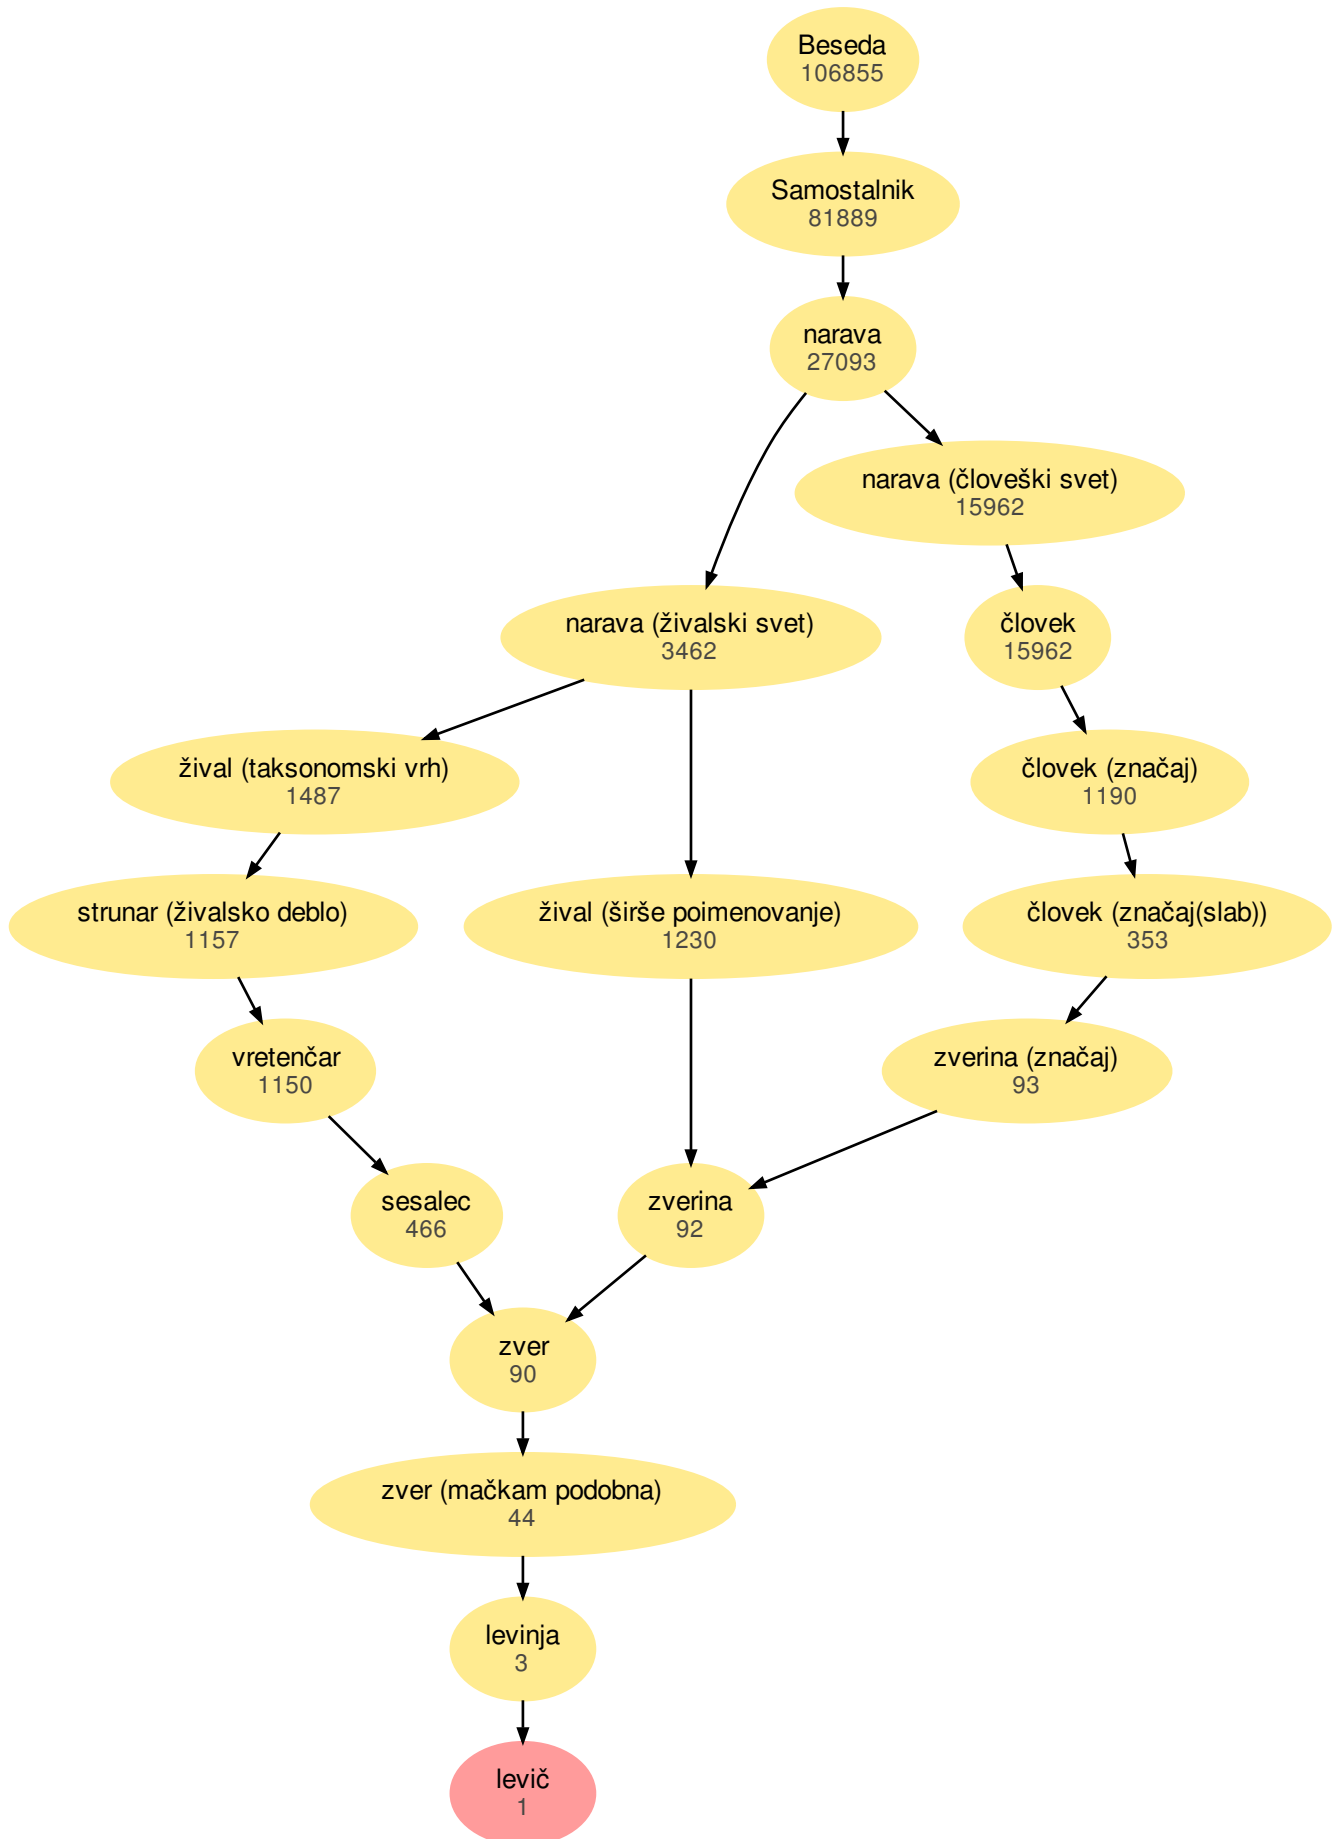 Beseda
106855
Samostalnik
81889
narava
27093
narava (človeški svet)
15962
narava (živalski svet)
3462
človek
15962
žival (taksonomski vrh)
1487
človek (značaj)
1190
strunar (živalsko deblo)
1157
žival (širše poimenovanje)
1230
človek (značaj(slab))
353
vretenčar
1150
zverina (značaj)
93
sesalec
466
zverina
92
zver
90
zver (mačkam podobna)
44
levinja
3
levič
1